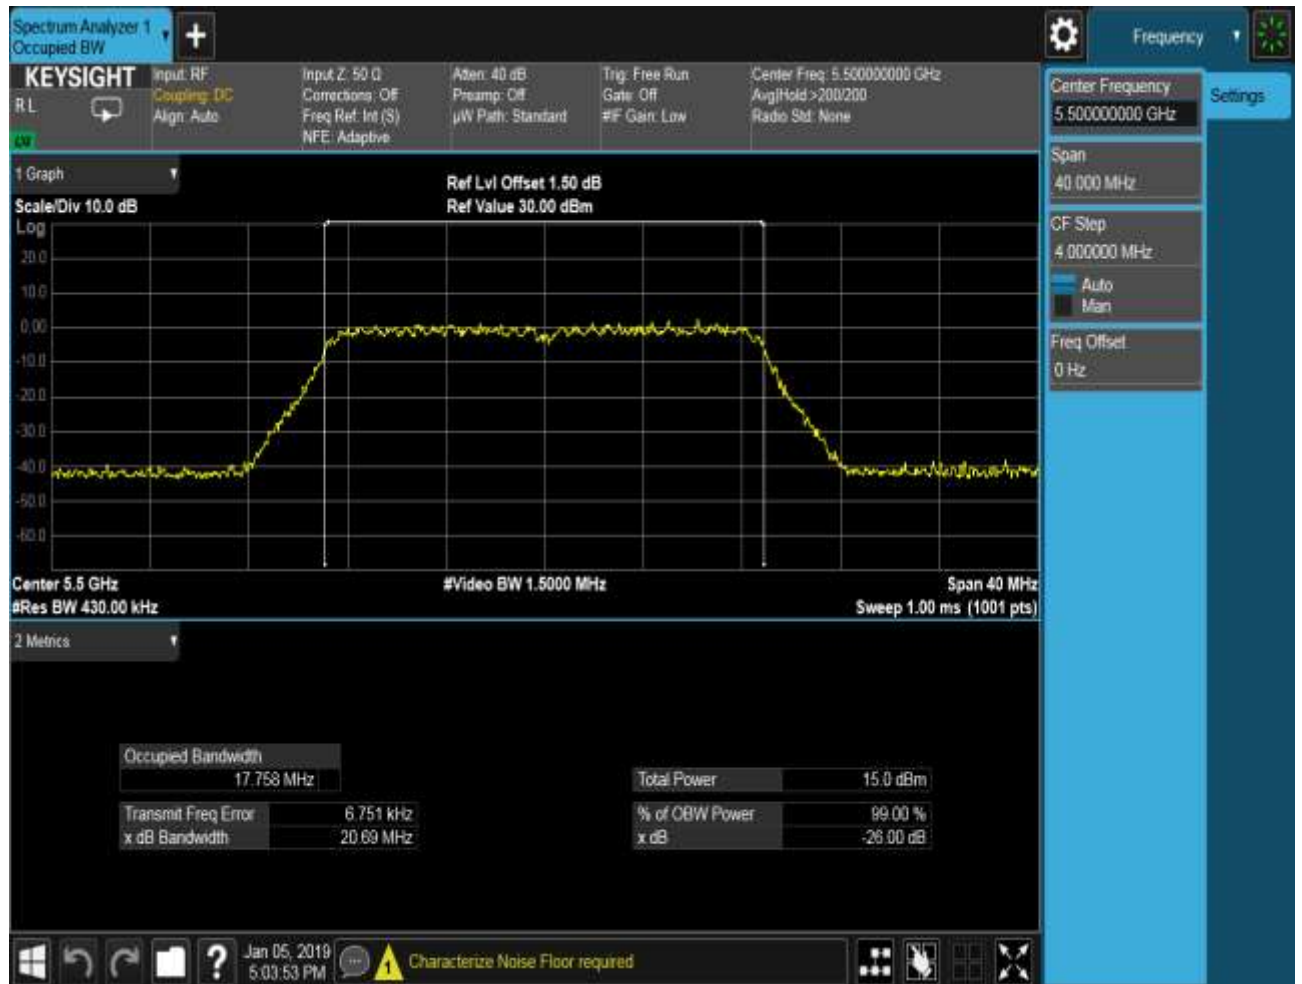 Spectrum Analyzer 1
Occupied BW
Frequency
KEYSIGHT
R L
Input: RF
Coupling: DC
Align: Auto
Input Z: 50 Ω
Corrections: Off
Freq Ref: Int (S)
NFE: Adaptive
Atten: 40 dB
Preamp: Off
µW Path: Standard
Trig: Free Run
Gate: Off
#IF Gain: Low
Center Freq: 5.500000000 GHz
Avg|Hold:>200/200
Radio Std: None
Center Frequency
5.500000000 GHz
Settings
Span
40.000 MHz
CF Step
4.000000 MHz
Auto
Man
Freq Offset
0 Hz
1 Graph
Scale/Div 10.0 dB
Ref Lvl Offset 1.50 dB
Ref Value 30.00 dBm
Log
20.0
10.0
0.00
-10.0
-20.0
-30.0
-40.0
-50.0
-60.0
Center 5.5 GHz
#Video BW 1.5000 MHz
Span 40 MHz
#Res BW 430.00 kHz
Sweep 1.00 ms (1001 pts)
2 Metrics
Occupied Bandwidth
17.758 MHz
Total Power 15.0 dBm
Transmit Freq Error 6.751 kHz
% of OBW Power 99.00 %
x dB Bandwidth 20.69 MHz
x dB -26.00 dB
Jan 05, 2019
5:03:53 PM
1
Characterize Noise Floor required